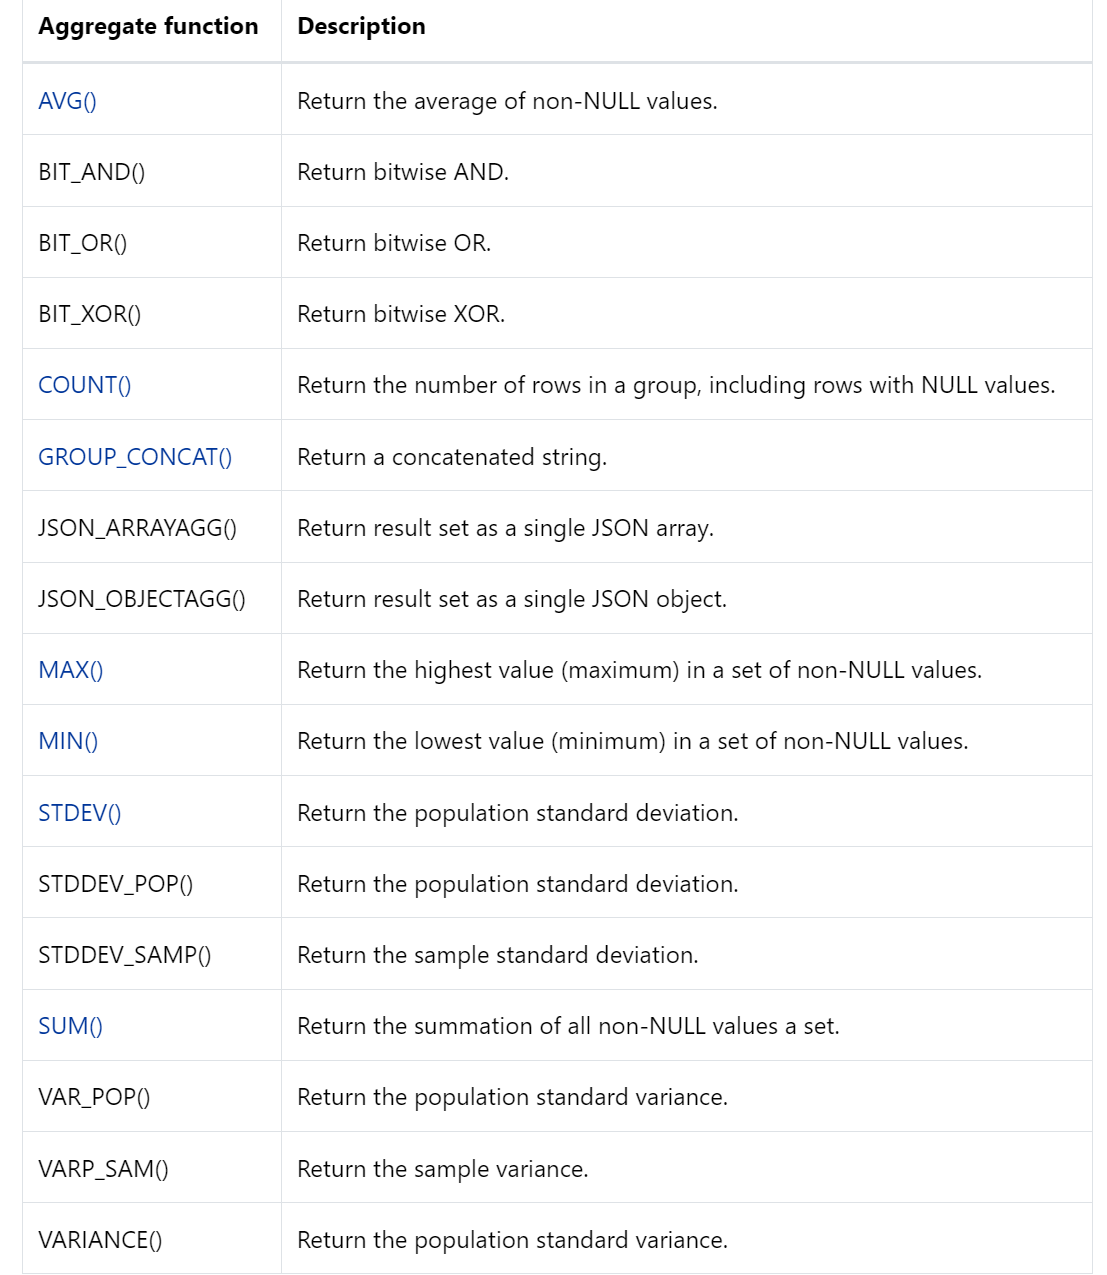 Aggregate function Description
AVG() Return the average of non-NULL values.
BIT_AND() Return bitwise AND.
BIT_OR() Return bitwise OR.
BIT_XOR() Return bitwise XOR.
COUNT() Return the number of rows in a group, including rows with NULL values.
GROUP_CONCAT() Return a concatenated string.
JSON_ARRAYAGG() Return result set as a single JSON array.
JSON_OBJECTAGG() Return result set as a single JSON object.
MAX() Return the highest value (maximum) in a set of non-NULL values.
MIN() Return the lowest value (minimum) in a set of non-NULL values.
STDEV() Return the population standard deviation.
STDDEV_POP() Return the population standard deviation.
STDDEV_SAMP() Return the sample standard deviation.
SUM() Return the summation of all non-NULL values a set.
VAR_POP() Return the population standard variance.
VARP_SAM() Return the sample variance.
VARIANCE() Return the population standard variance.